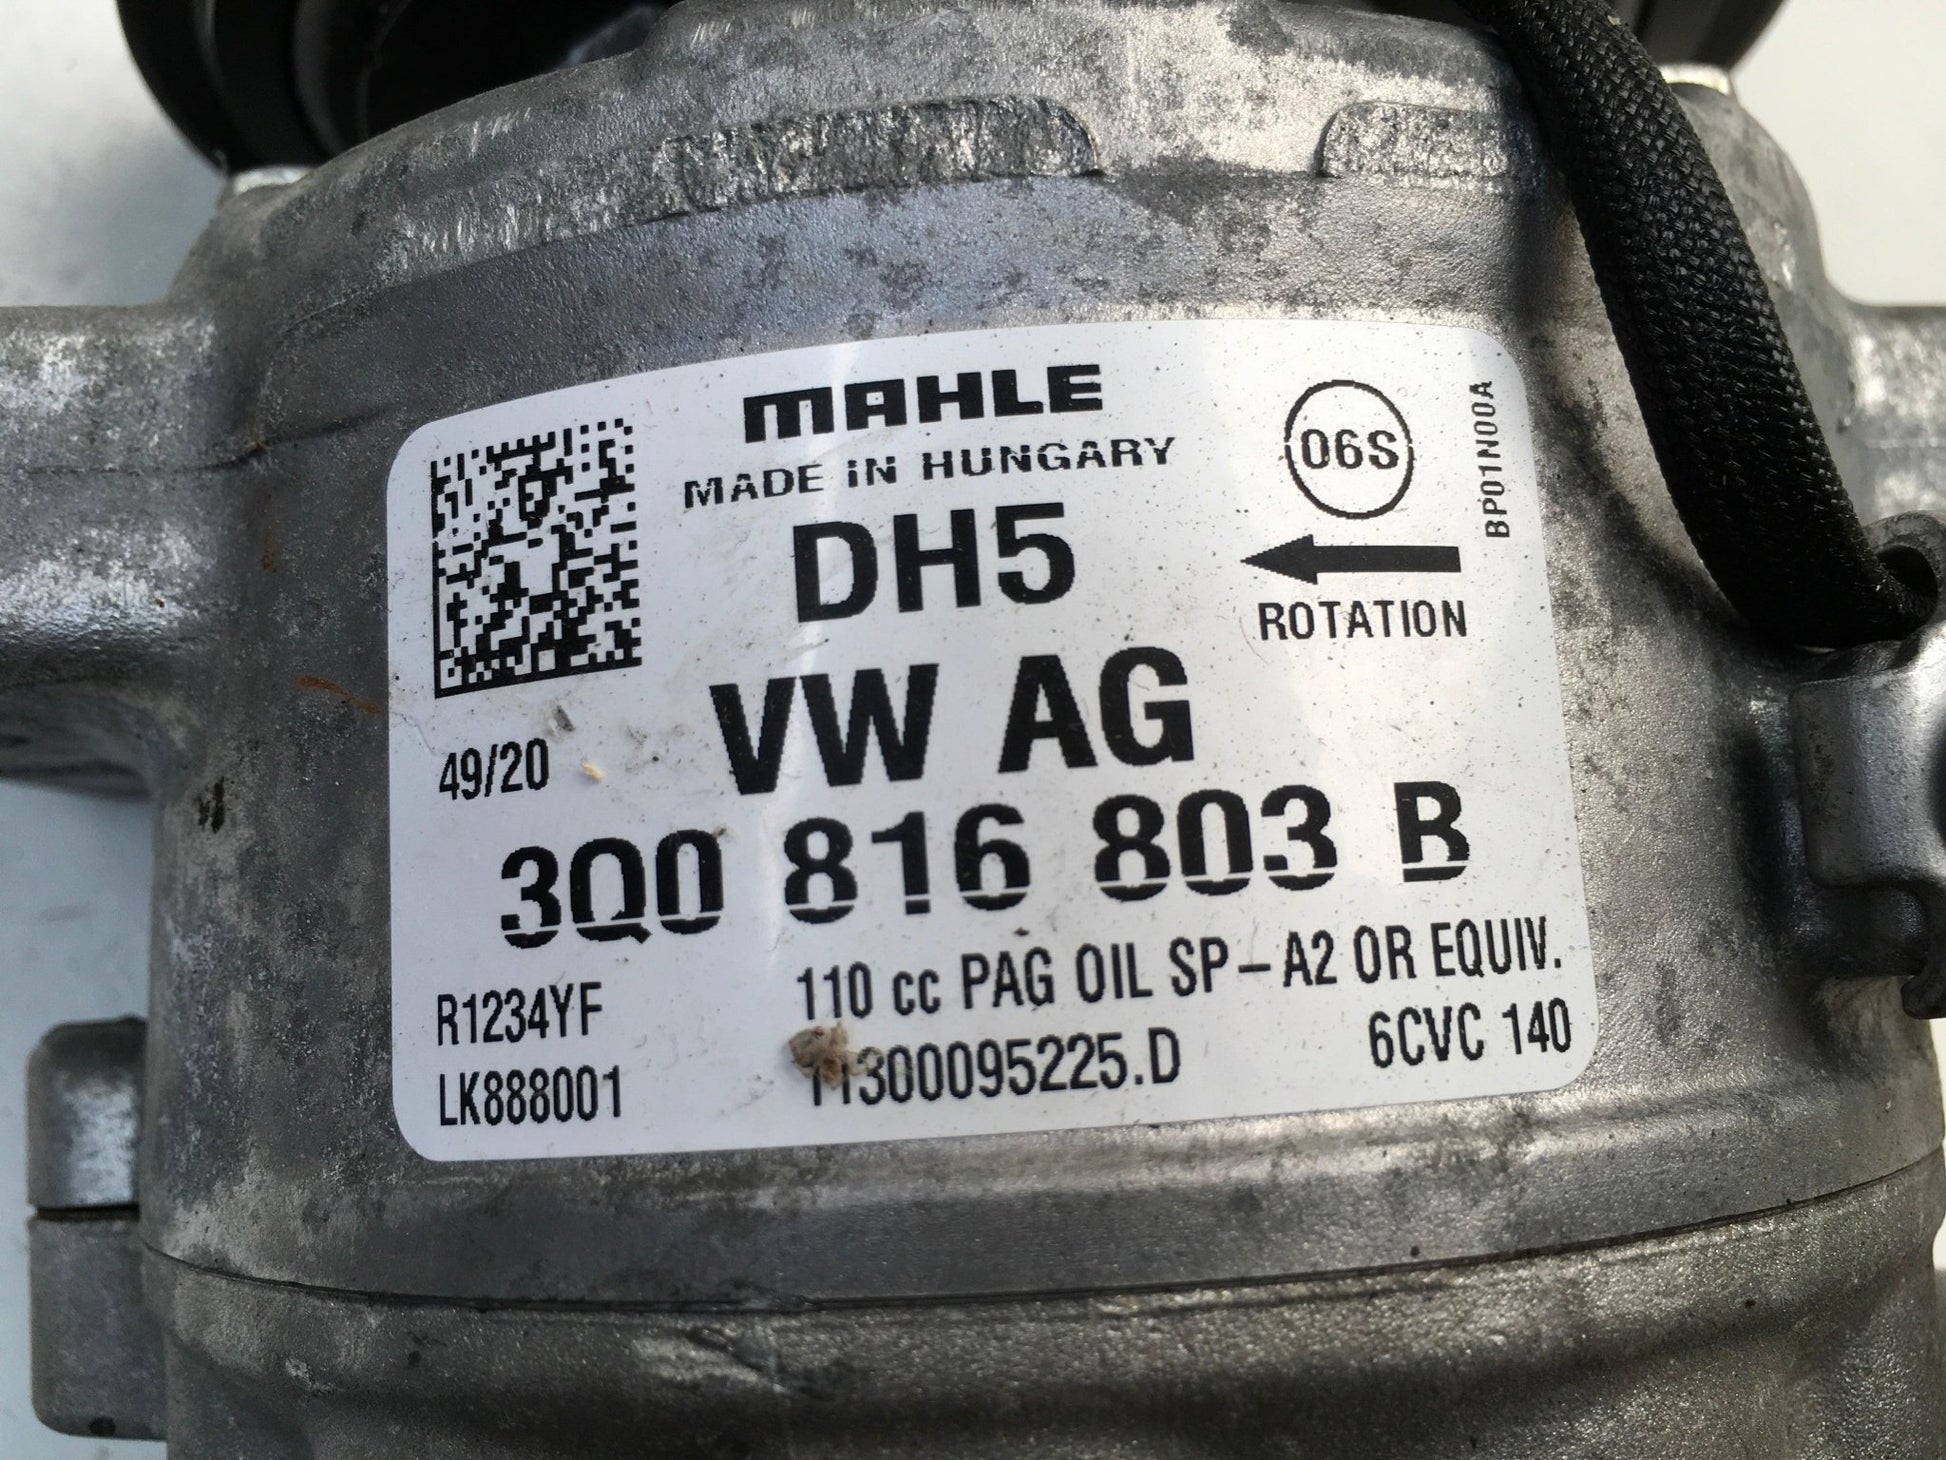 MAHLE
MADE IN HUNGARY
06S
BP01N00A
DH5
ROTATION
VW AG
49/20
3Q0 816 803 B
R1234YF
110 cc PAG OIL SP-A2 OR EQUIV.
LK888001
11300095225.D
6CVC 140